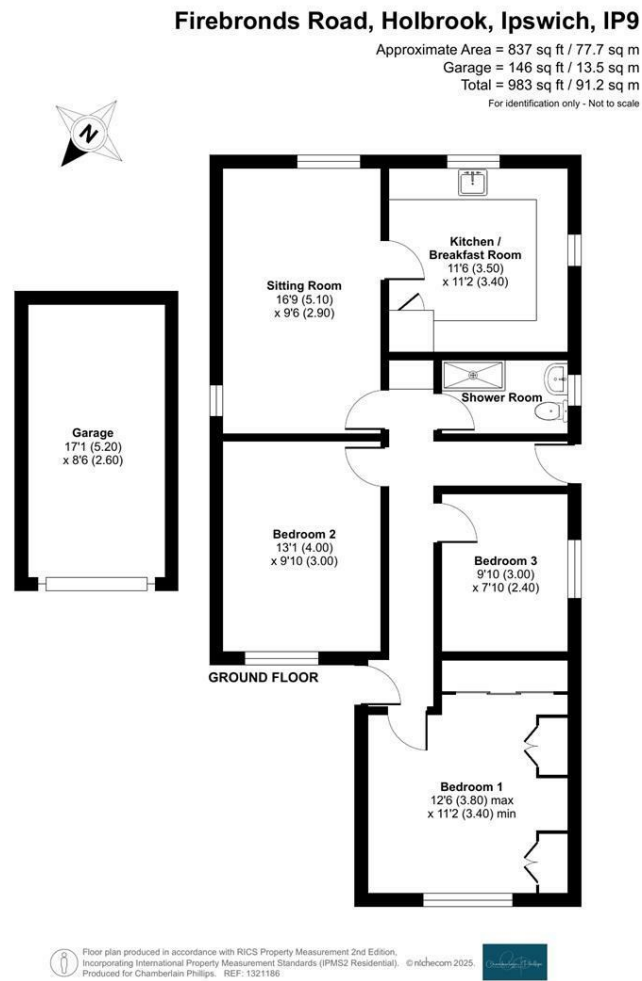 Firebronds Road, Holbrook, Ipswich, IP9
Approximate Area = 837 sq ft / 77.7 sq m
Garage = 146 sq ft / 13.5 sq m
Total = 983 sq ft / 91.2 sq m
For identification only - Not to scale
N
Kitchen /
Breakfast Room
11'6 (3.50)
x 11'2 (3.40)
Sitting Room
16'9 (5.10)
x 9'6 (2.90)
Shower Room
Garage
17'1 (5.20)
x 8'6 (2.60)
Bedroom 2
13'1 (4.00)
x 9'10 (3.00)
Bedroom 3
9'10 (3.00)
x 7'10 (2.40)
GROUND FLOOR
Bedroom 1
12'6 (3.80) max
x 11'2 (3.40) min
Floor plan produced in accordance with RICS Property Measurement 2nd Edition,
Incorporating International Property Measurement Standards (IPMS2 Residential). © nichecom 2025.
Produced for Chamberlain Phillips. REF: 1321186
Chamberlain Phillips